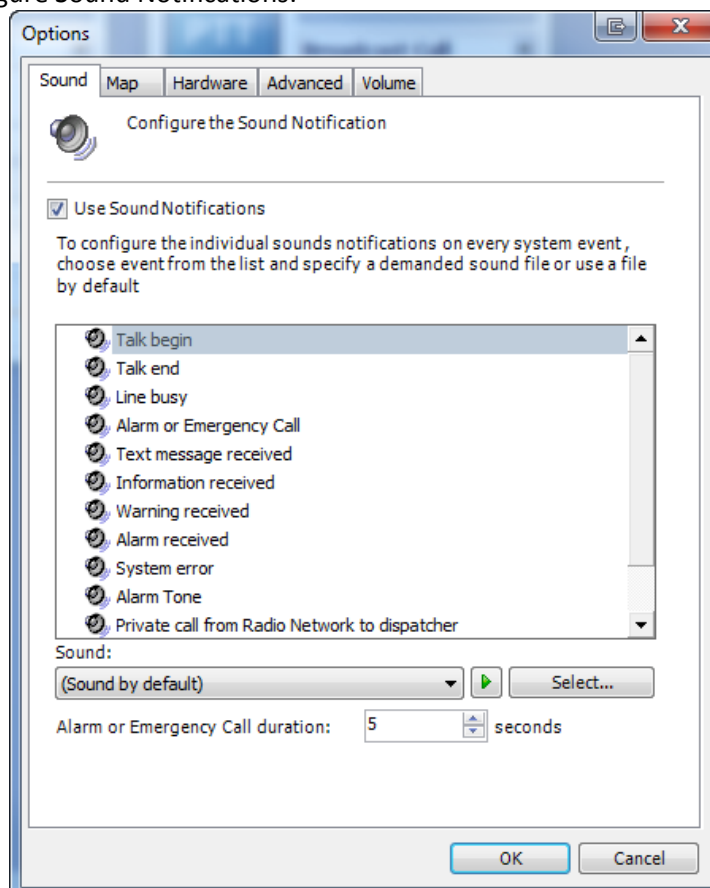 gure Sound Notifications.
Options
Sound Map Hardware Advanced Volume
Configure the Sound Notification
Use Sound Notifications
To configure the individual sounds notifications on every system event ,
choose event from the list and specify a demanded sound file or use a file
by default
Talk begin
Talk end
Line busy
Alarm or Emergency Call
Text message received
Information received
Warning received
Alarm received
System error
Alarm Tone
Private call from Radio Network to dispatcher
Sound:
(Sound by default) Select...
Alarm or Emergency Call duration: 5 seconds
OK Cancel